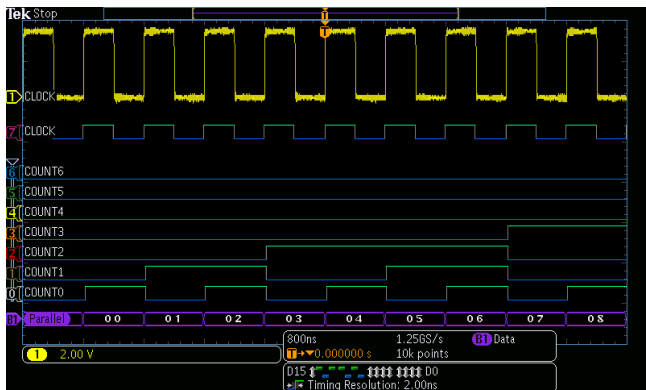 Tek Stop
T
T
1 CLOCK
7 CLOCK
6 COUNT6
5 COUNT5
4 COUNT4
3 COUNT3
2 COUNT2
1 COUNT1
0 COUNT0
B1 Parallel 00 01 02 03 04 05 06 07 08
800ns 1.25GS/s B1 Data
1 2.00 V T→▼0.000000 s 10k points
D15 D0
Timing Resolution: 2.00ns